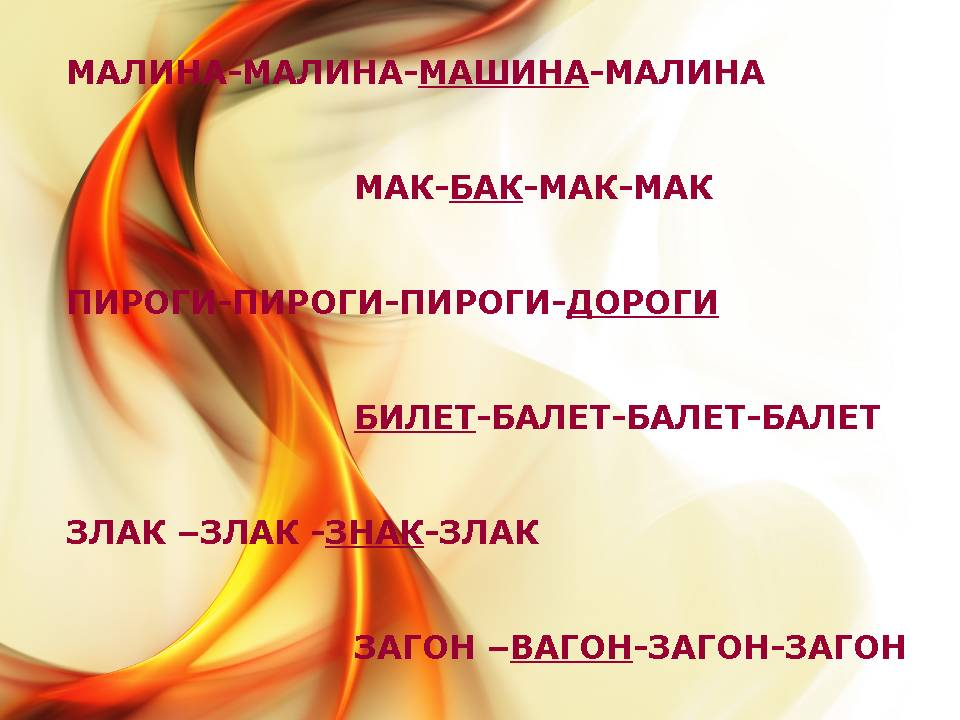 МАЛИНА-МАЛИНА-МАШИНА-МАЛИНА
МАК-БАК-МАК-МАК
ПИРОГИ-ПИРОГИ-ПИРОГИ-ДОРОГИ
БИЛЕТ-БАЛЕТ-БАЛЕТ-БАЛЕТ
ЗЛАК –ЗЛАК -ЗНАК-ЗЛАК
ЗАГОН –ВАГОН-ЗАГОН-ЗАГОН